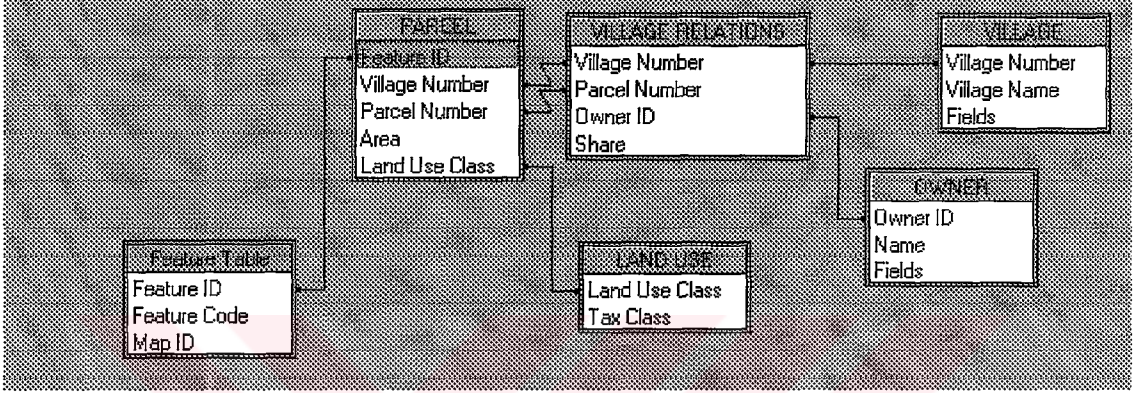 PARCEL
Feature ID
Village Number
Parcel Number
Area
Land Use Class
VILLAGE RELATIONS
Village Number
Parcel Number
Owner ID
Share
VILLAGE
Village Number
Village Name
Fields
OWNER
Owner ID
Name
Fields
Feature Table
Feature ID
Feature Code
Map ID
LAND USE
Land Use Class
Tax Class